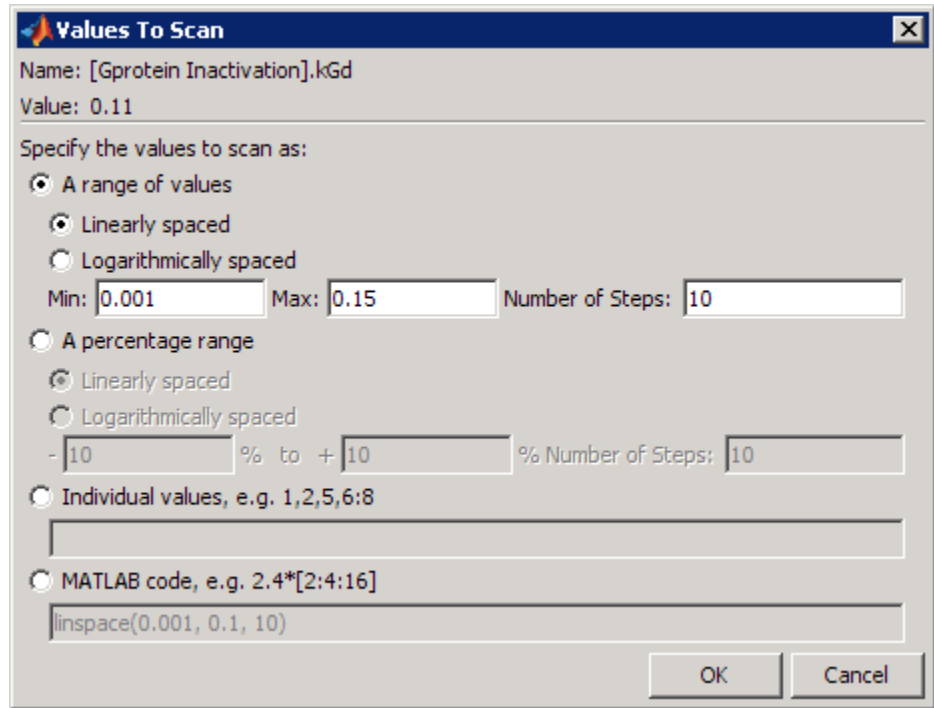 Values To Scan
Name: [Gprotein Inactivation].kGd
Value: 0.11
Specify the values to scan as:
A range of values
Linearly spaced
Logarithmically spaced
Min: 0.001 Max: 0.15 Number of Steps: 10
A percentage range
Linearly spaced
Logarithmically spaced
- 10 % to + 10 % Number of Steps: 10
Individual values, e.g. 1,2,5,6:8
MATLAB code, e.g. 2.4*[2:4:16]
linspace(0.001, 0.1, 10)
OK Cancel